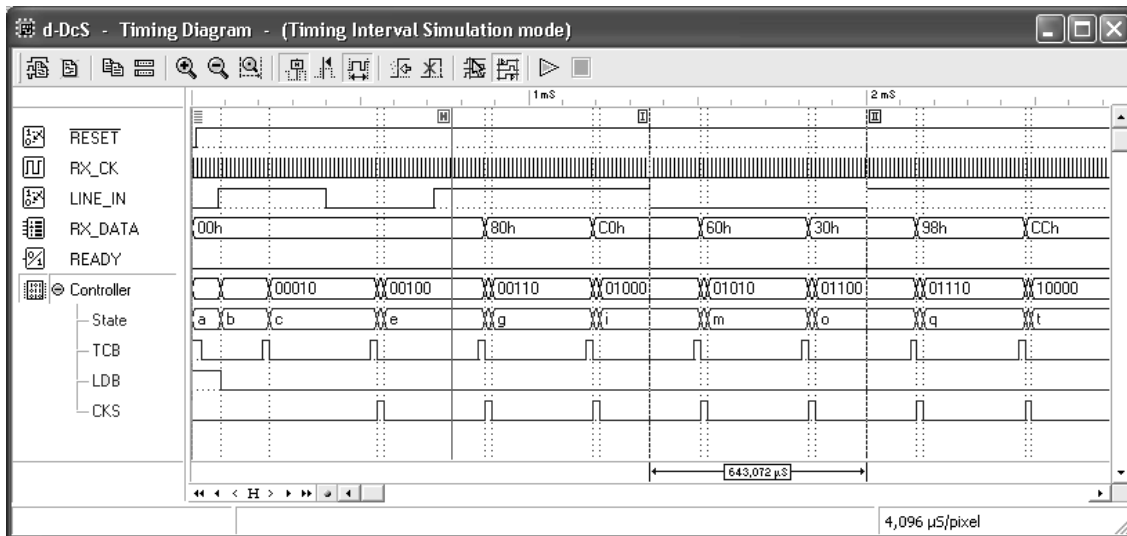 d-DcS - Timing Diagram - (Timing Interval Simulation mode)
1 mS 2 mS
H I II
RESET
RX_CK
LINE_IN
RX_DATA 00h 80h C0h 60h 30h 98h CCh
READY
Controller 00010 00100 00110 01000 01010 01100 01110 10000
State a b c e g i m o q t
TCB
LDB
CKS
643,072 µS
H
4,096 µS/pixel